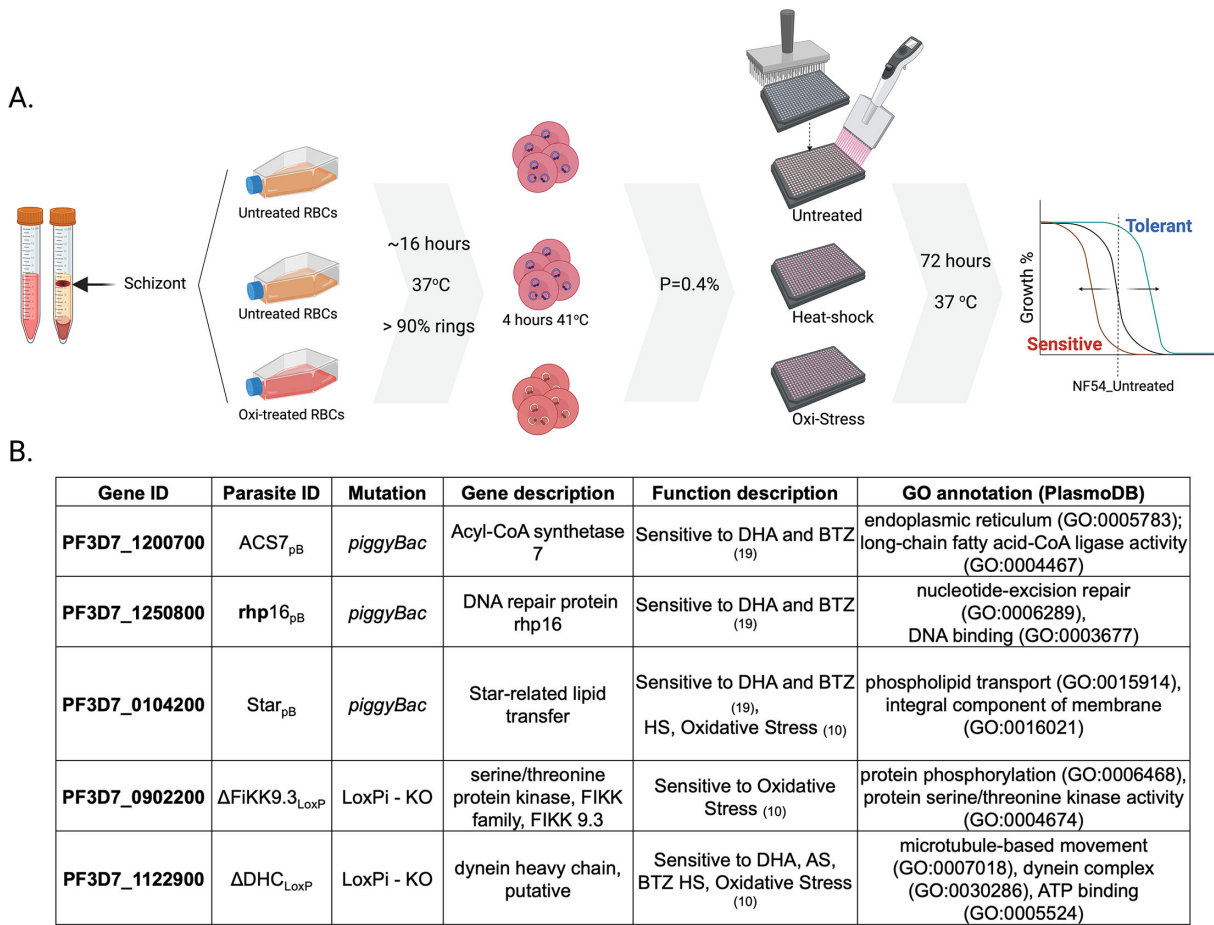 A.
Schizont
Untreated RBCs
Untreated RBCs
Oxi-treated RBCs
~16 hours
37ºC
> 90% rings
4 hours 41ºC
P=0.4%
Untreated
Heat-shock
Oxi-Stress
72 hours
37 ºC
Growth %
Tolerant
Sensitive
NF54_Untreated
B.
Gene ID Parasite ID Mutation Gene description Function description GO annotation (PlasmoDB)
PF3D7_1200700 ACS7pB piggyBac Acyl-CoA synthetase 7 Sensitive to DHA and BTZ (19) endoplasmic reticulum (GO:0005783); long-chain fatty acid-CoA ligase activity (GO:0004467)
PF3D7_1250800 rhp16pB piggyBac DNA repair protein rhp16 Sensitive to DHA and BTZ (19) nucleotide-excision repair (GO:0006289), DNA binding (GO:0003677)
PF3D7_0104200 StarpB piggyBac Star-related lipid transfer Sensitive to DHA and BTZ (19), HS, Oxidative Stress (10) phospholipid transport (GO:0015914), integral component of membrane (GO:0016021)
PF3D7_0902200 ΔFiKK9.3LoxP LoxPi - KO serine/threonine protein kinase, FIKK family, FIKK 9.3 Sensitive to Oxidative Stress (10) protein phosphorylation (GO:0006468), protein serine/threonine kinase activity (GO:0004674)
PF3D7_1122900 ΔDHCLoxP LoxPi - KO dynein heavy chain, putative Sensitive to DHA, AS, BTZ HS, Oxidative Stress (10) microtubule-based movement (GO:0007018), dynein complex (GO:0030286), ATP binding (GO:0005524)